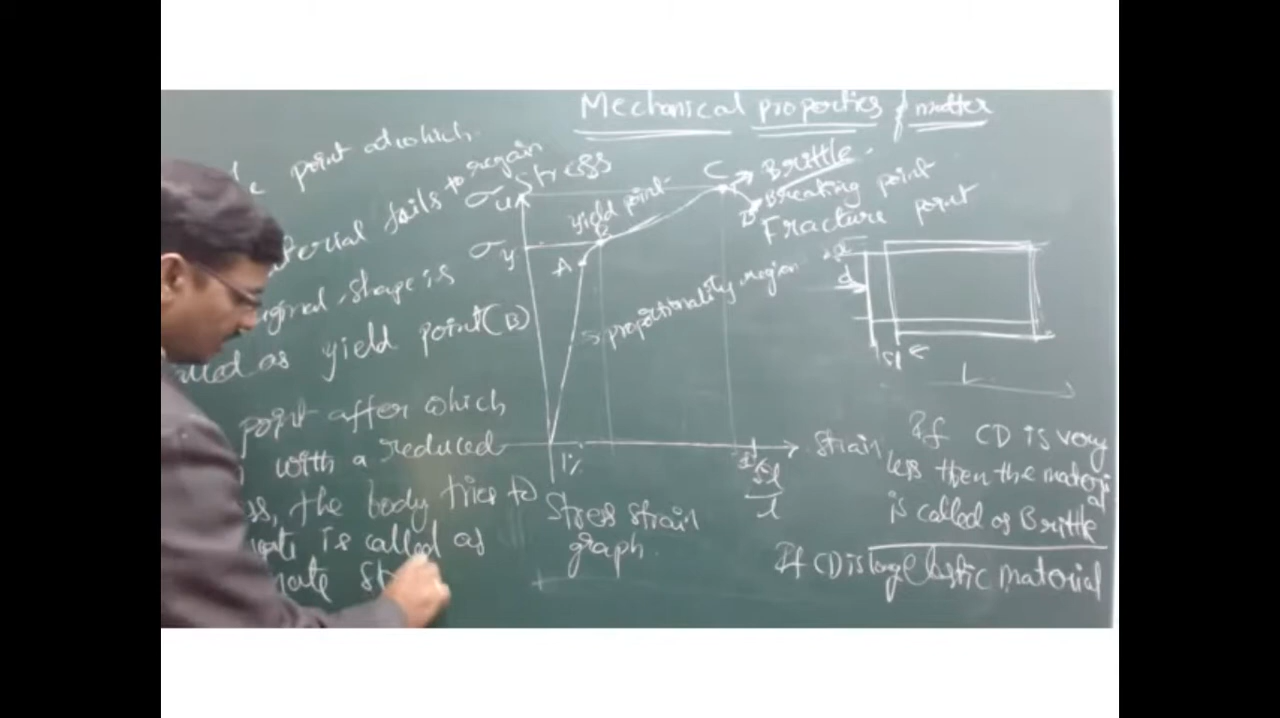 Mechanical properties of matter
point at which
fails to regain
shape is
as yield point (B)
point after which
with a reduced
the body tries to
is called as
σu Stress
σy
yield point
A
B
C
Brittle
D
Breaking point
Fracture point
proportionality region
1%
Strain
δl
l
Stress strain
graph
d
δl
L
If CD is very
less then the material
is called as Brittle
If CD is large elastic material